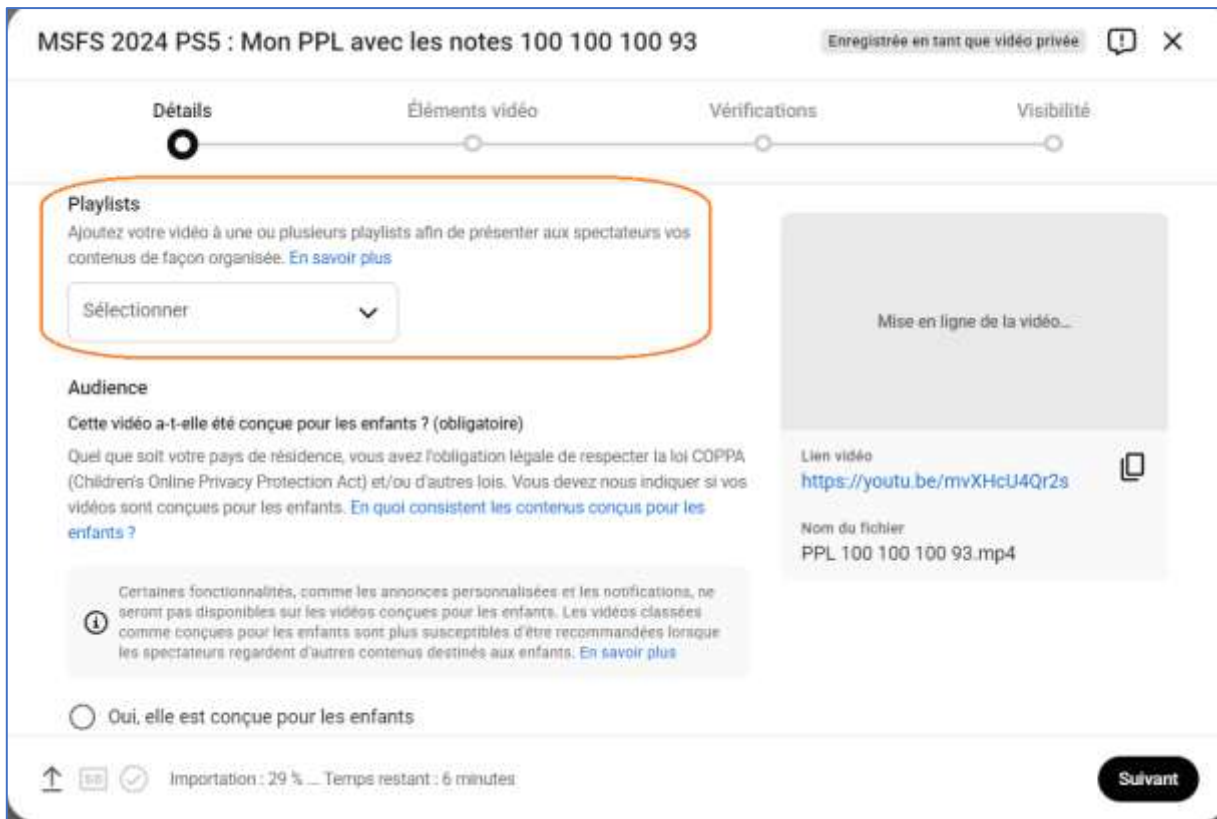 MSFS 2024 PS5 : Mon PPL avec les notes 100 100 100 93
Enregistrée en tant que vidéo privée
Détails
Éléments vidéo
Vérifications
Visibilité
Playlists
Ajoutez votre vidéo à une ou plusieurs playlists afin de présenter aux spectateurs vos
contenus de façon organisée. En savoir plus
Sélectionner
Audience
Cette vidéo a-t-elle été conçue pour les enfants ? (obligatoire)
Quel que soit votre pays de résidence, vous avez l'obligation légale de respecter la loi COPPA
(Children's Online Privacy Protection Act) et/ou d'autres lois. Vous devez nous indiquer si vos
vidéos sont conçues pour les enfants. En quoi consistent les contenus conçus pour les
enfants ?
Certaines fonctionnalités, comme les annonces personnalisées et les notifications, ne
seront pas disponibles sur les vidéos conçues pour les enfants. Les vidéos classées
comme conçues pour les enfants sont plus susceptibles d'être recommandées lorsque
les spectateurs regardent d'autres contenus destinés aux enfants. En savoir plus
Oui, elle est conçue pour les enfants
Mise en ligne de la vidéo...
Lien vidéo
https://youtu.be/mvXHcU4Qr2s
Nom du fichier
PPL 100 100 100 93.mp4
Importation : 29 % ... Temps restant : 6 minutes
Suivant